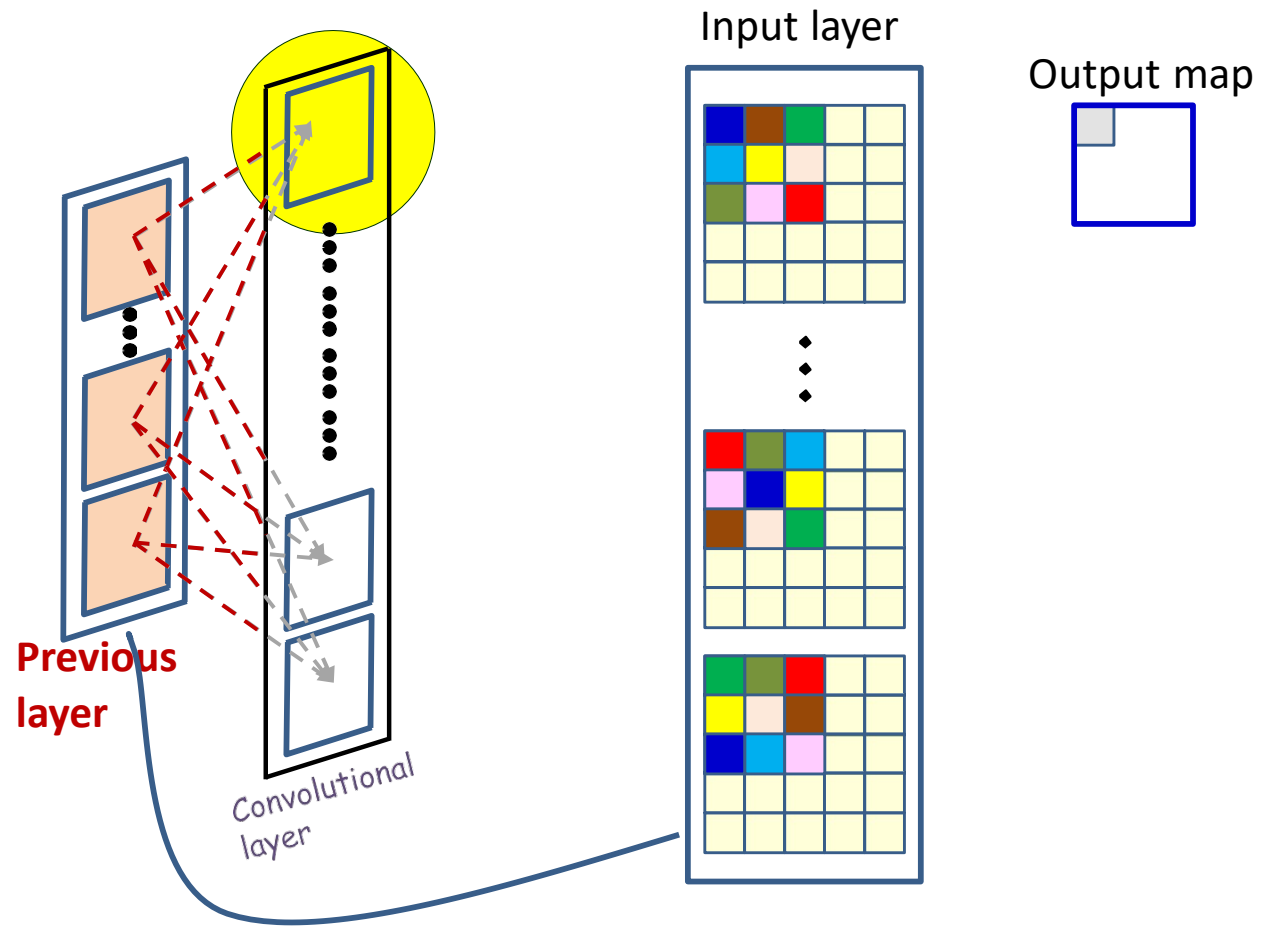 Input layer
Output map
Previous
layer
Convolutional
layer